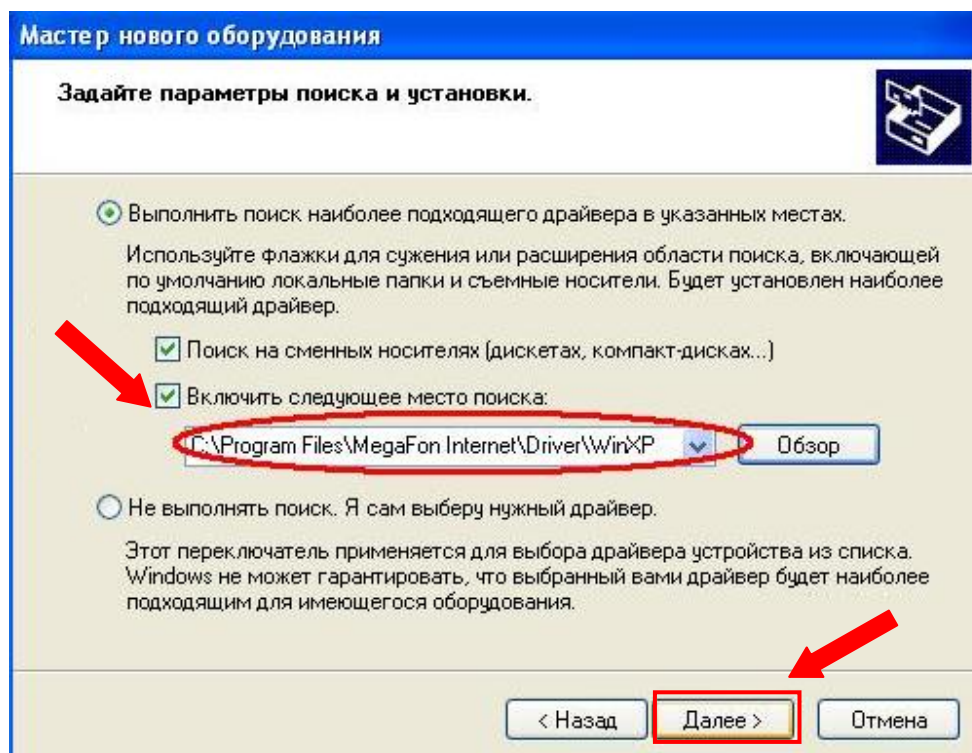 Мастер нового оборудования
Задайте параметры поиска и установки.
Выполнить поиск наиболее подходящего драйвера в указанных местах.
Используйте флажки для сужения или расширения области поиска, включающей
по умолчанию локальные папки и съемные носители. Будет установлен наиболее
подходящий драйвер.
Поиск на сменных носителях (дискетах, компакт-дисках...)
Включить следующее место поиска:
C:\Program Files\MegaFon Internet\Driver\WinXP
Обзор
Не выполнять поиск. Я сам выберу нужный драйвер.
Этот переключатель применяется для выбора драйвера устройства из списка.
Windows не может гарантировать, что выбранный вами драйвер будет наиболее
подходящим для имеющегося оборудования.
< Назад
Далее >
Отмена